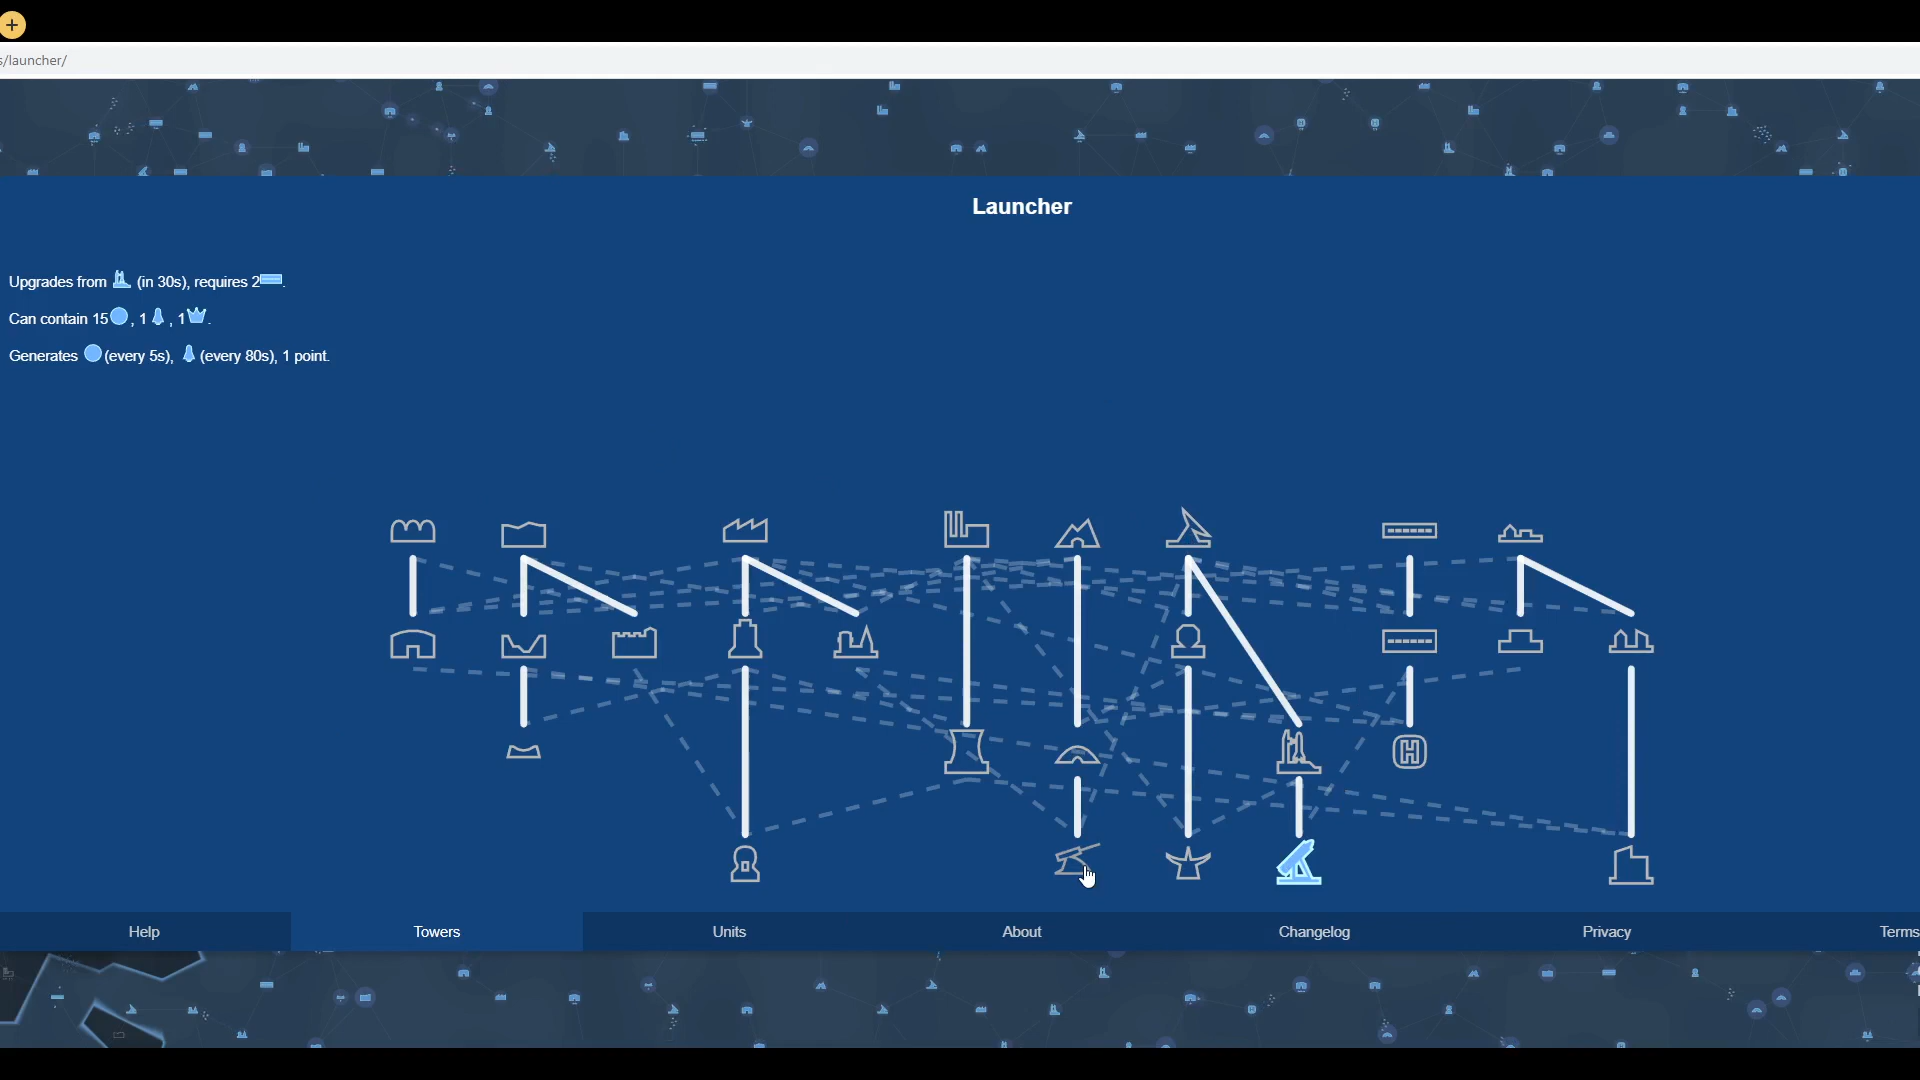 s/launcher/
Launcher
Upgrades from (in 30s), requires 2 .
Can contain 15 , 1 , 1 .
Generates (every 5s), (every 80s), 1 point.
Help Towers Units About Changelog Privacy Terms